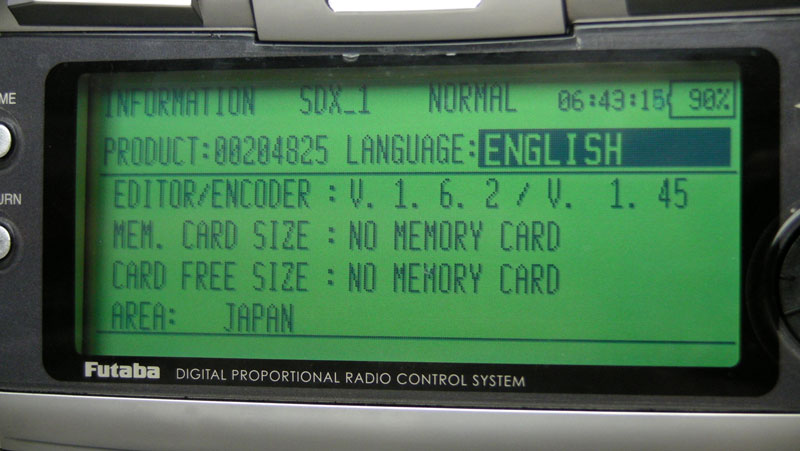 INFORMATION SDX_1 NORMAL 06:43:15 90%
PRODUCT:00204825 LANGUAGE:ENGLISH
EDITOR/ENCODER : V. 1. 6. 2 / V. 1. 45
MEM. CARD SIZE : NO MEMORY CARD
CARD FREE SIZE : NO MEMORY CARD
AREA: JAPAN
Futaba DIGITAL PROPORTIONAL RADIO CONTROL SYSTEM